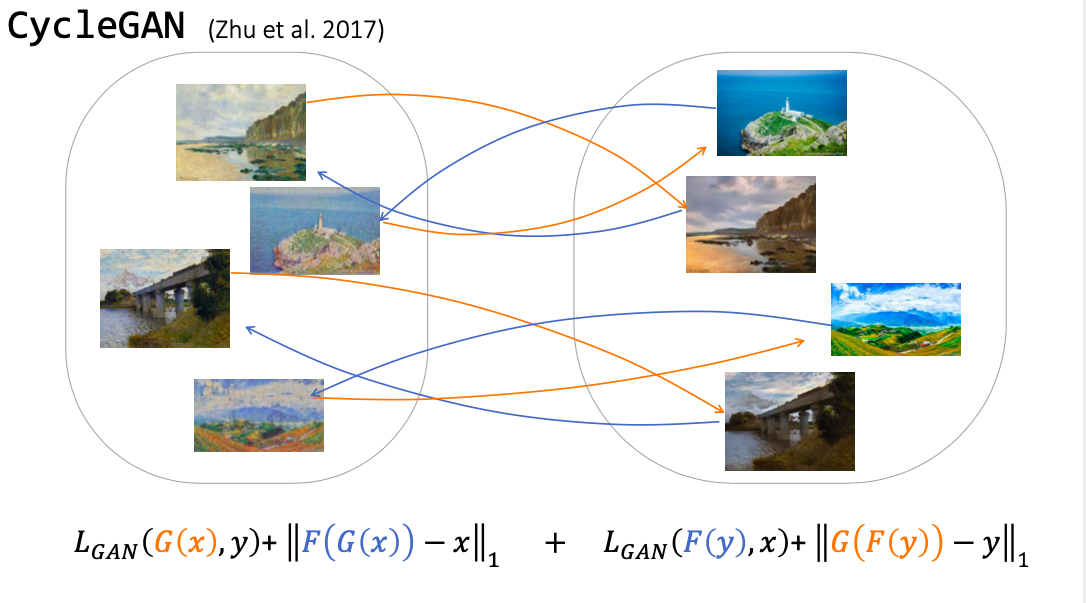 CycleGAN (Zhu et al. 2017)
L_GAN(G(x), y)+ ‖F(G(x)) − x‖₁ + L_GAN(F(y), x)+ ‖G(F(y)) − y‖₁